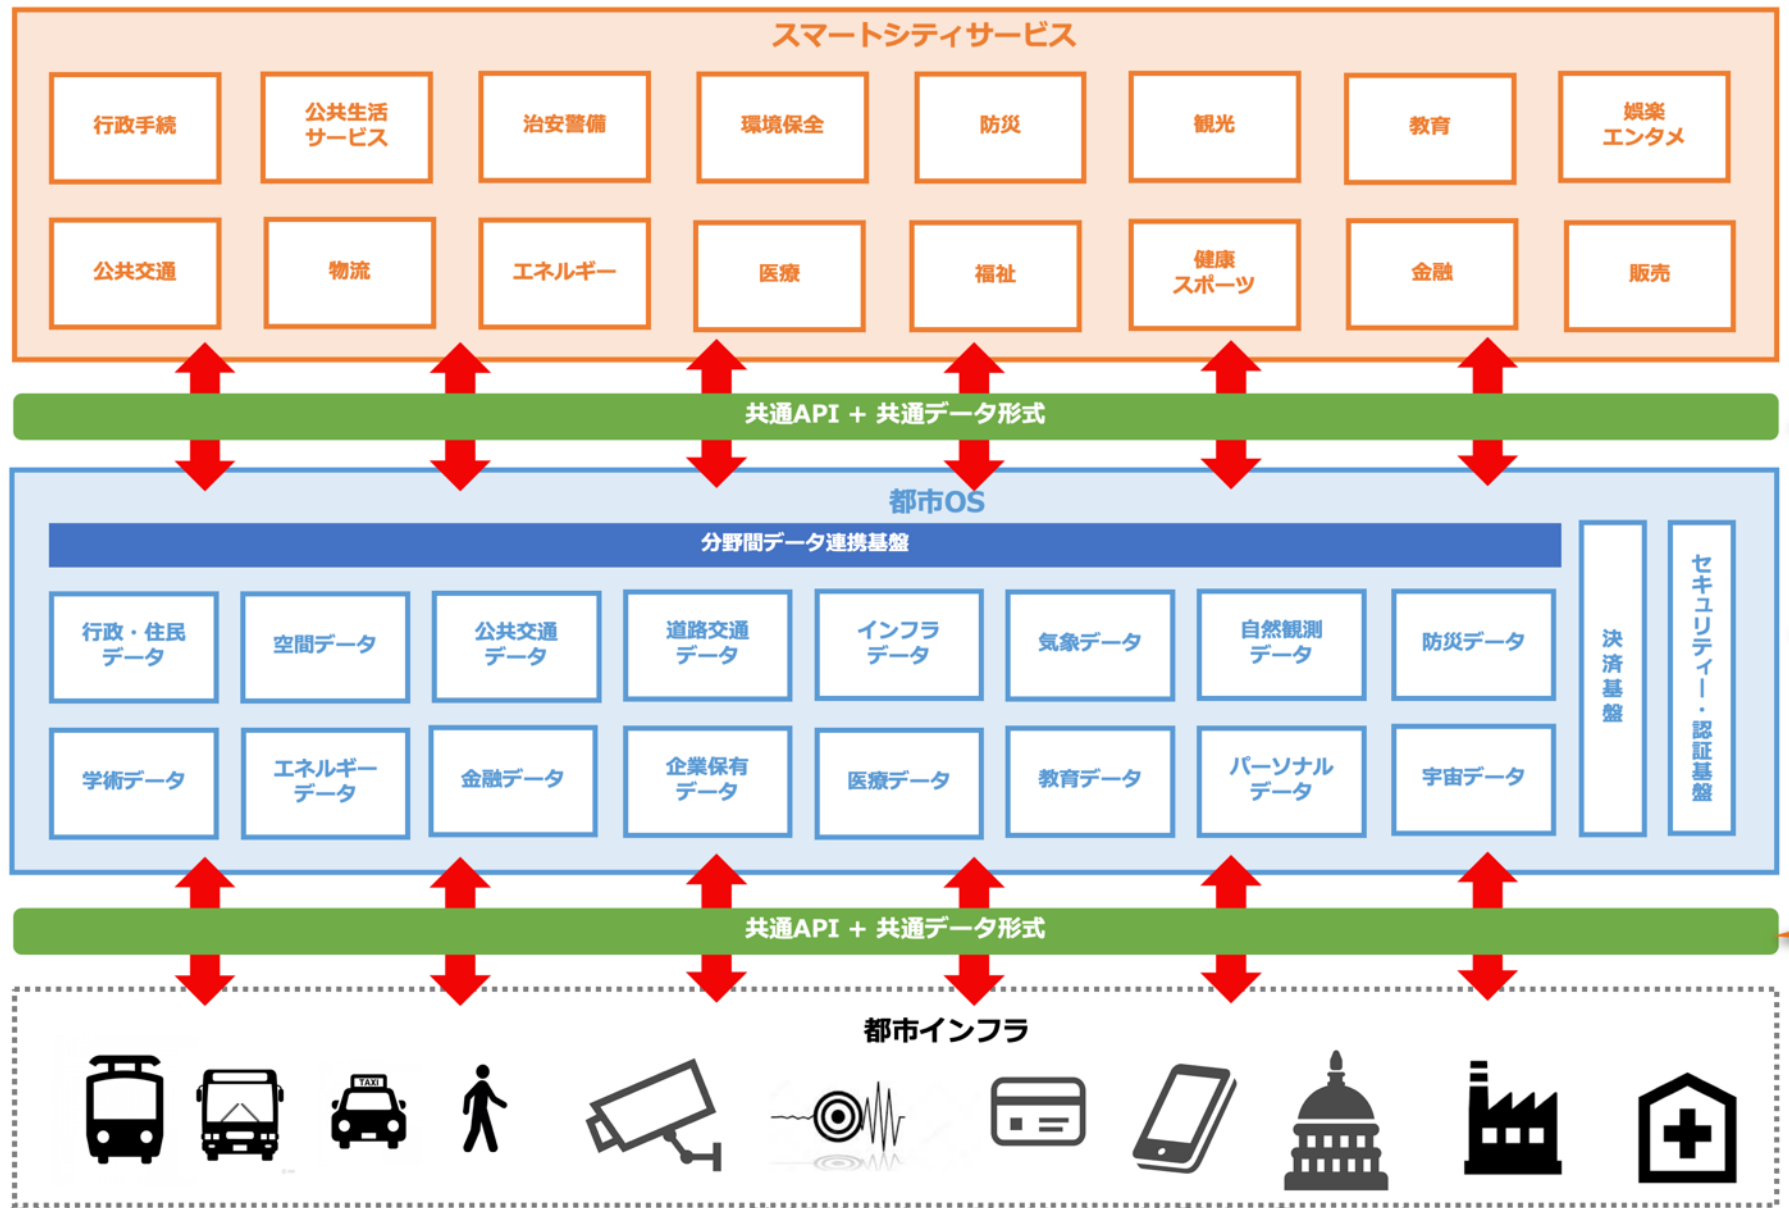 スマートシティサービス
行政手続
公共生活
サービス
治安警備
環境保全
防災
観光
教育
娯楽
エンタメ
公共交通
物流
エネルギー
医療
福祉
健康
スポーツ
金融
販売
共通API + 共通データ形式
都市OS
分野間データ連携基盤
行政・住民
データ
空間データ
公共交通
データ
道路交通
データ
インフラ
データ
気象データ
自然観測
データ
防災データ
学術データ
エネルギー
データ
金融データ
企業保有
データ
医療データ
教育データ
パーソナル
データ
宇宙データ
決済基盤
セキュリティー・認証基盤
共通API + 共通データ形式
都市インフラ
TAXI